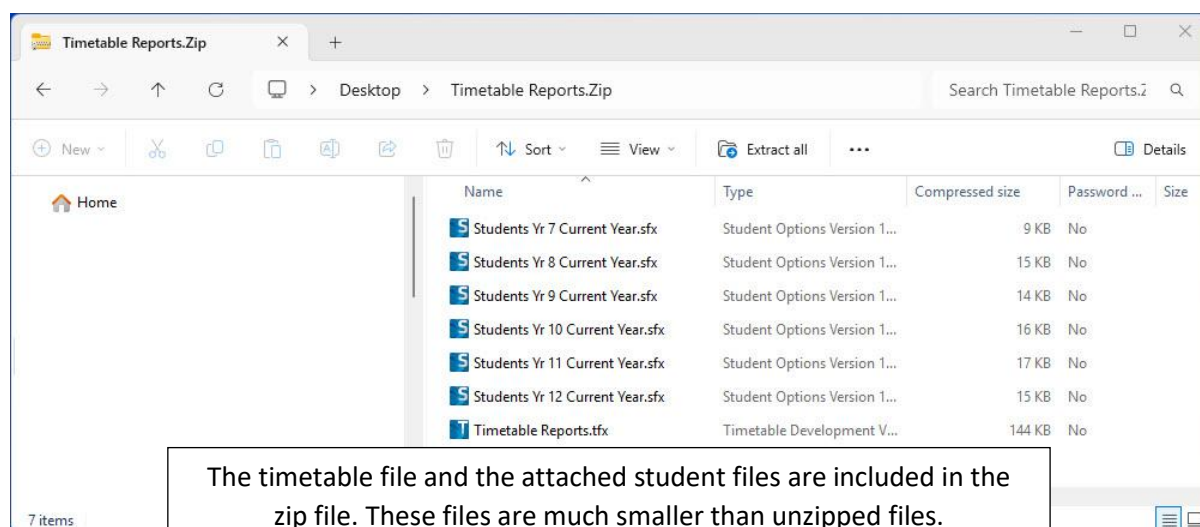 Timetable Reports.Zip
Desktop > Timetable Reports.Zip
Search Timetable Reports.Z
New Sort View Extract all ... Details
Home
Name Type Compressed size Password ... Size
Students Yr 7 Current Year.sfx Student Options Version 1... 9 KB No
Students Yr 8 Current Year.sfx Student Options Version 1... 15 KB No
Students Yr 9 Current Year.sfx Student Options Version 1... 14 KB No
Students Yr 10 Current Year.sfx Student Options Version 1... 16 KB No
Students Yr 11 Current Year.sfx Student Options Version 1... 17 KB No
Students Yr 12 Current Year.sfx Student Options Version 1... 15 KB No
Timetable Reports.tfx Timetable Development V... 144 KB No
The timetable file and the attached student files are included in the
zip file. These files are much smaller than unzipped files.
7 items